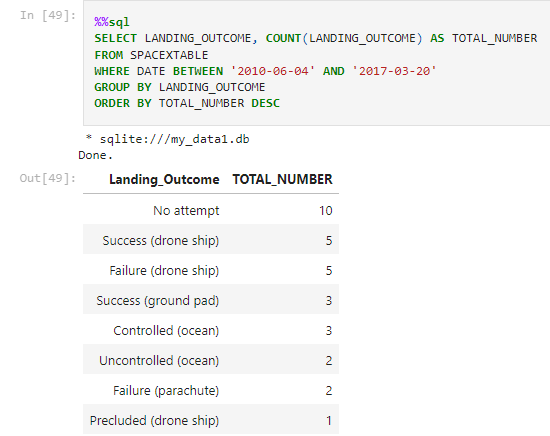 In [49]:
%%sql
SELECT LANDING_OUTCOME, COUNT(LANDING_OUTCOME) AS TOTAL_NUMBER
FROM SPACEXTABLE
WHERE DATE BETWEEN '2010-06-04' AND '2017-03-20'
GROUP BY LANDING_OUTCOME
ORDER BY TOTAL_NUMBER DESC
* sqlite:///my_data1.db
Done.
Out[49]:
Landing_Outcome TOTAL_NUMBER
No attempt 10
Success (drone ship) 5
Failure (drone ship) 5
Success (ground pad) 3
Controlled (ocean) 3
Uncontrolled (ocean) 2
Failure (parachute) 2
Precluded (drone ship) 1